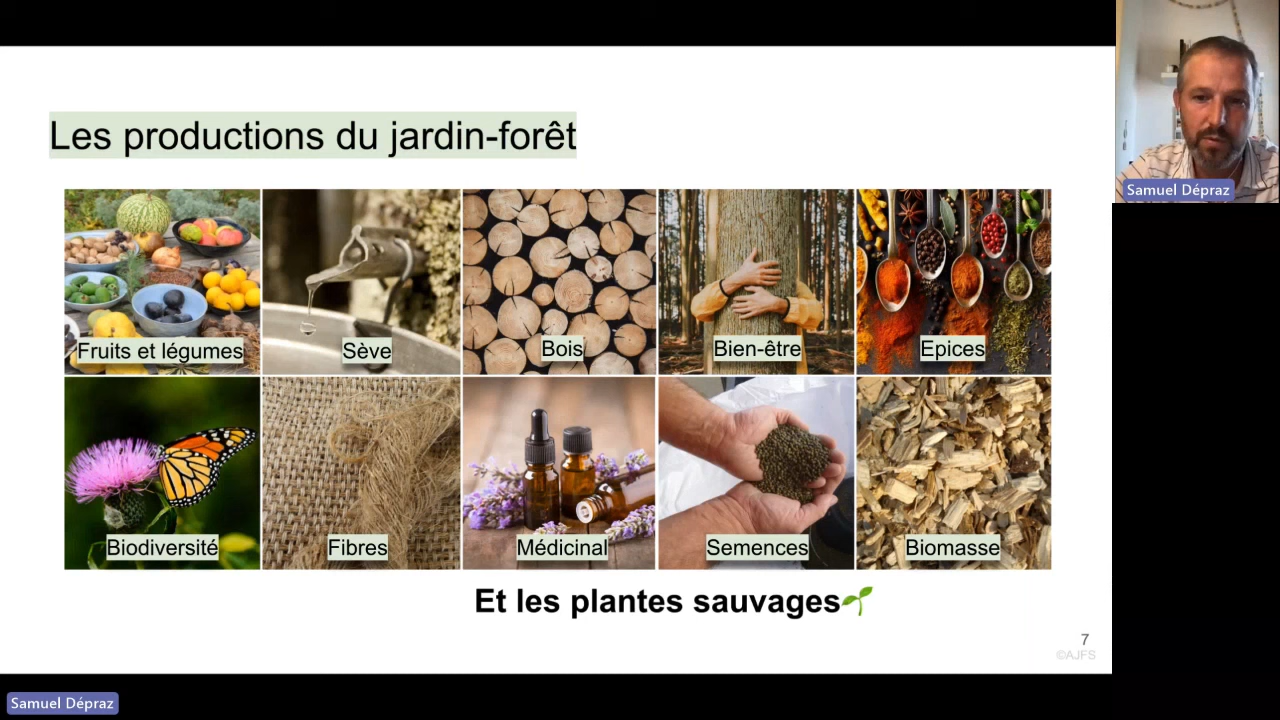 Les productions du jardin-forêt
Fruits et légumes
Sève
Bois
Bien-être
Epices
Biodiversité
Fibres
Médicinal
Semences
Biomasse
Et les plantes sauvages🌱
7
©AJFS
Samuel Dépraz
Samuel Dépraz